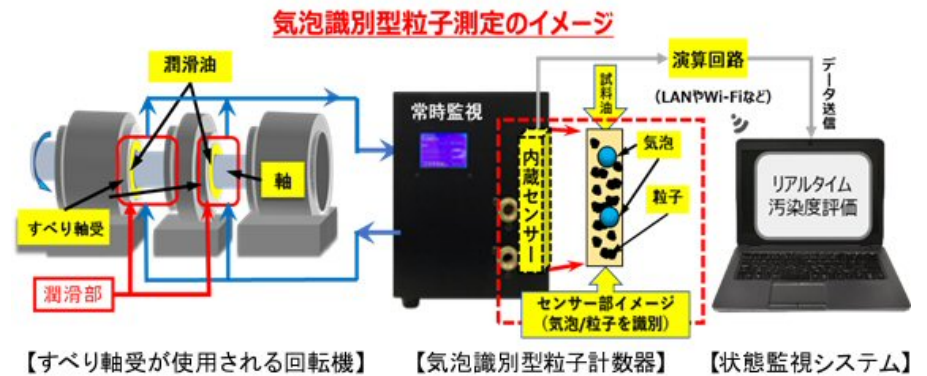 気泡識別型粒子測定のイメージ
潤滑油
軸
すべり軸受
潤滑部
常時監視
内蔵センサー
試料油
気泡
粒子
センサー部イメージ
(気泡/粒子を識別)
演算回路
(LANやWi-Fiなど)
データ送信
リアルタイム
汚染度評価
【すべり軸受が使用される回転機】
【気泡識別型粒子計数器】
【状態監視システム】